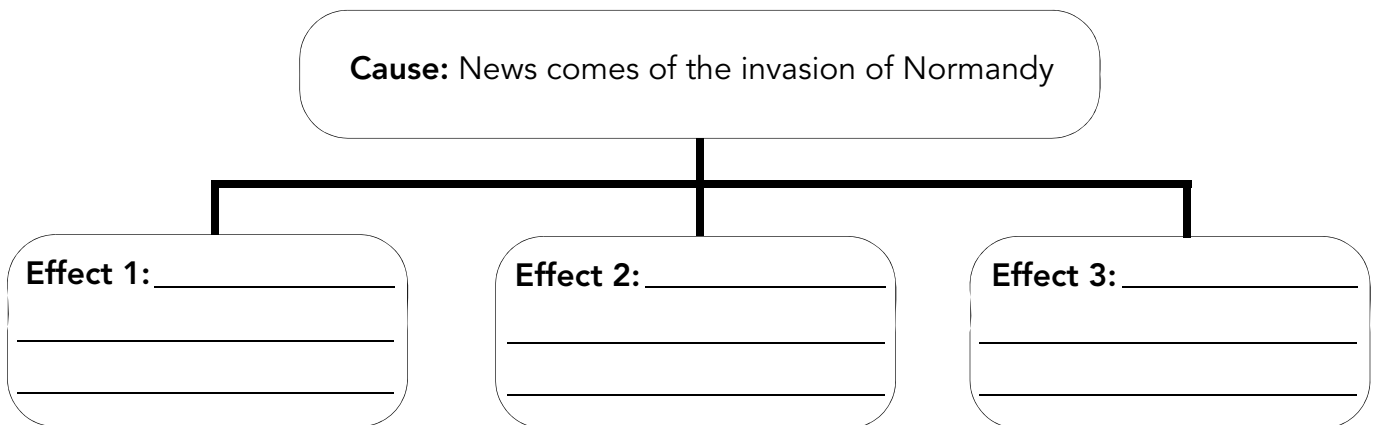 Cause: News comes of the invasion of Normandy
Effect 1:
Effect 2:
Effect 3: